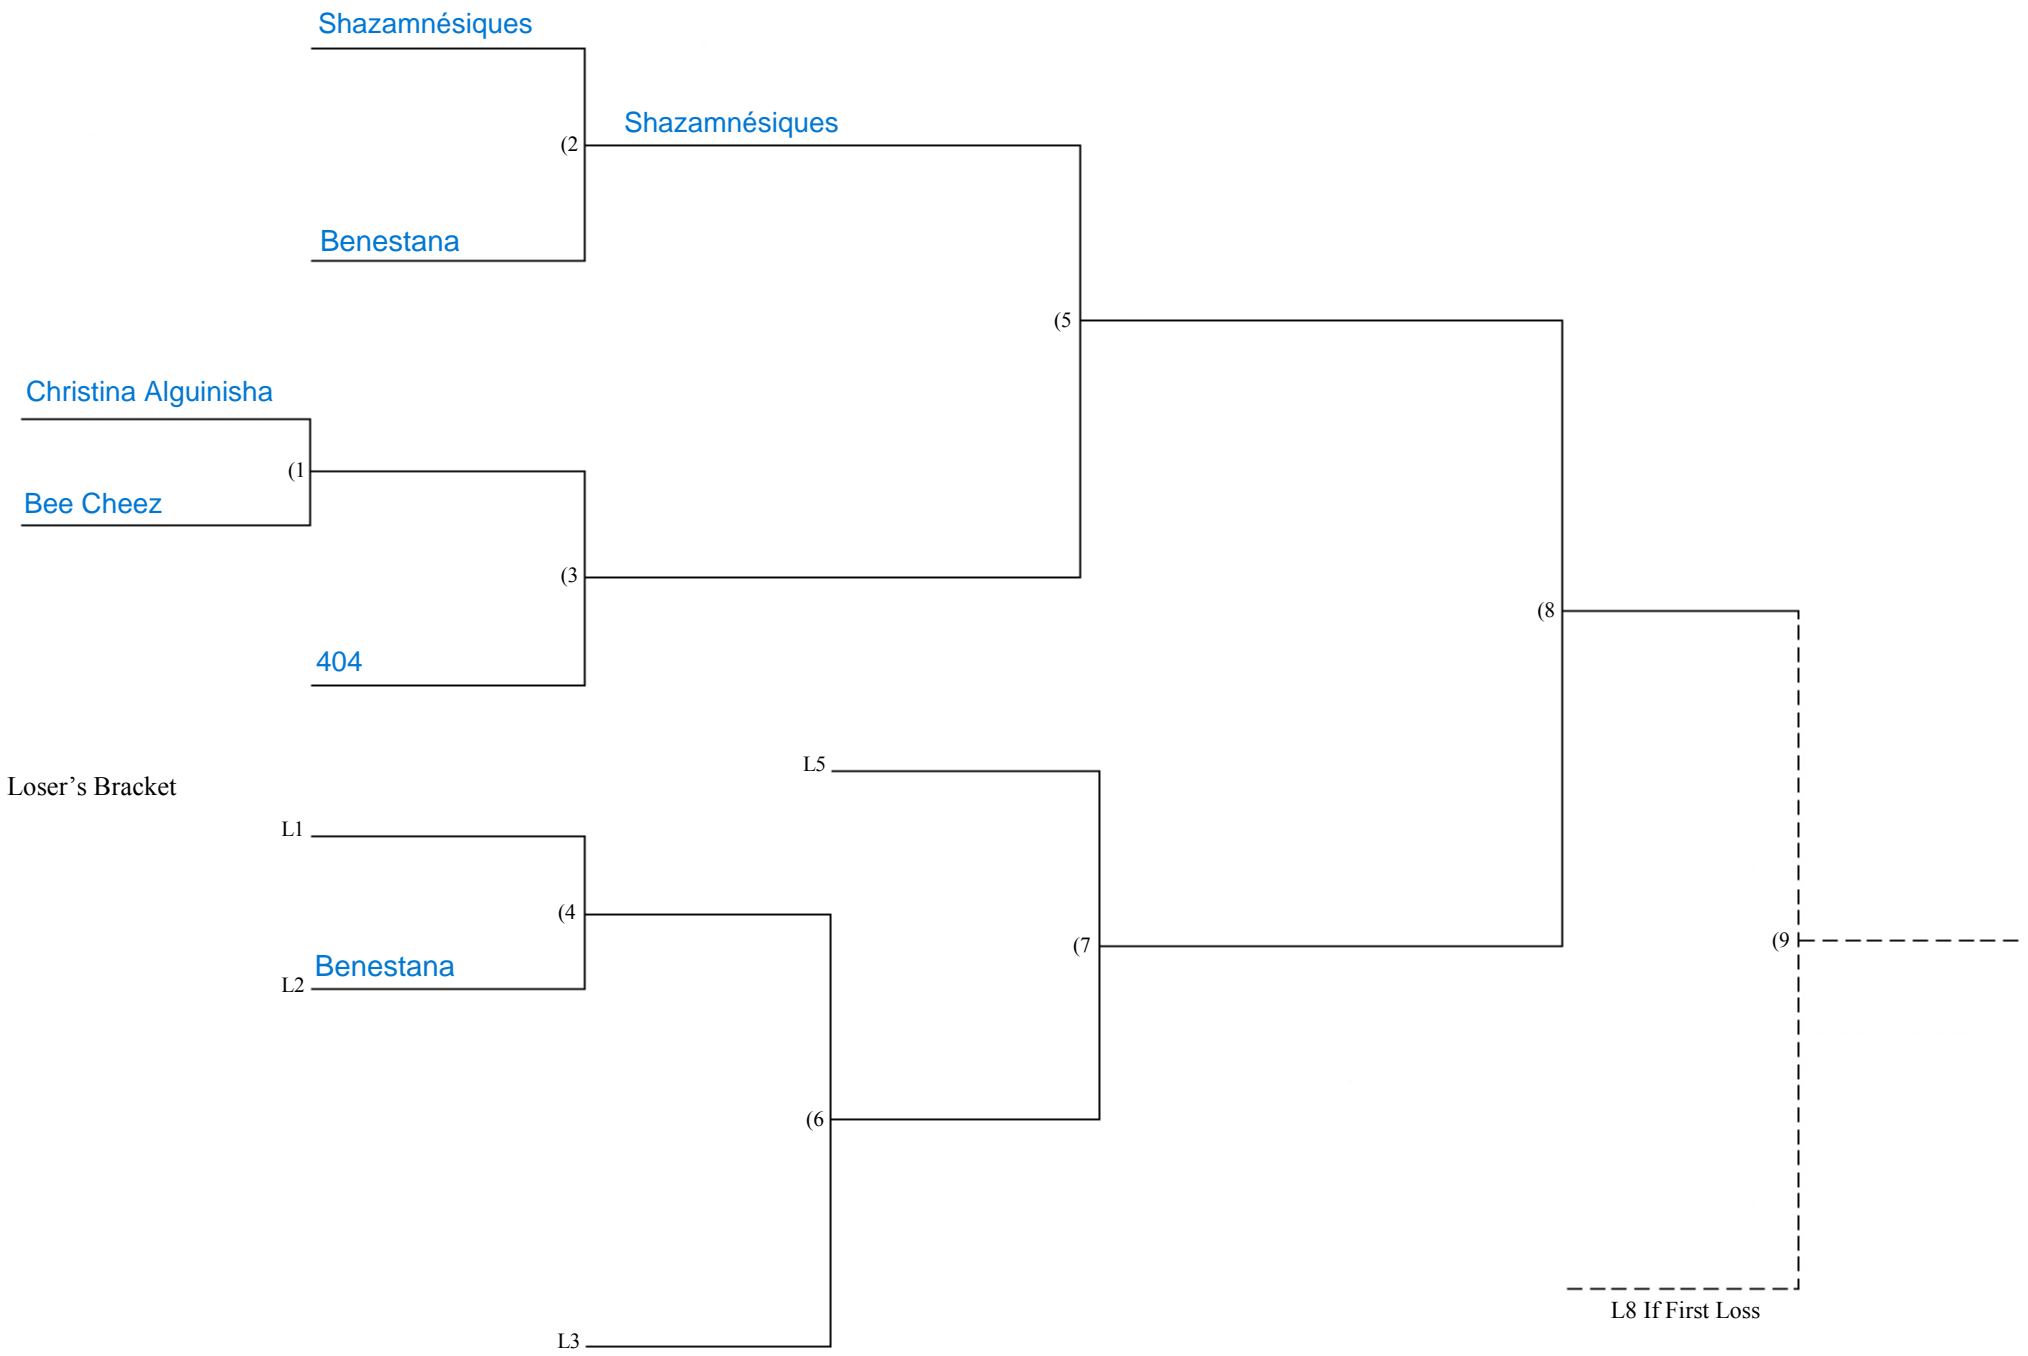 Shazamnésiques
(2
Shazamnésiques
Benestana
(5
Christina Alguinisha
(1
Bee Cheez
(3
404
(8
L5
Loser’s Bracket
L1
(4
Benestana
L2
(7
(9
(6
L8 If First Loss
L3